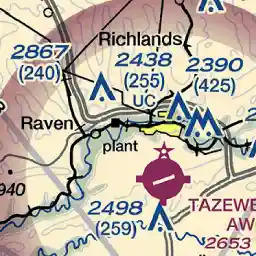 Richlands
2867
(240)
2438
(255)
UC
2390
(425)
Raven
plant
940
2498
(259)
TAZEWE
AW
2653